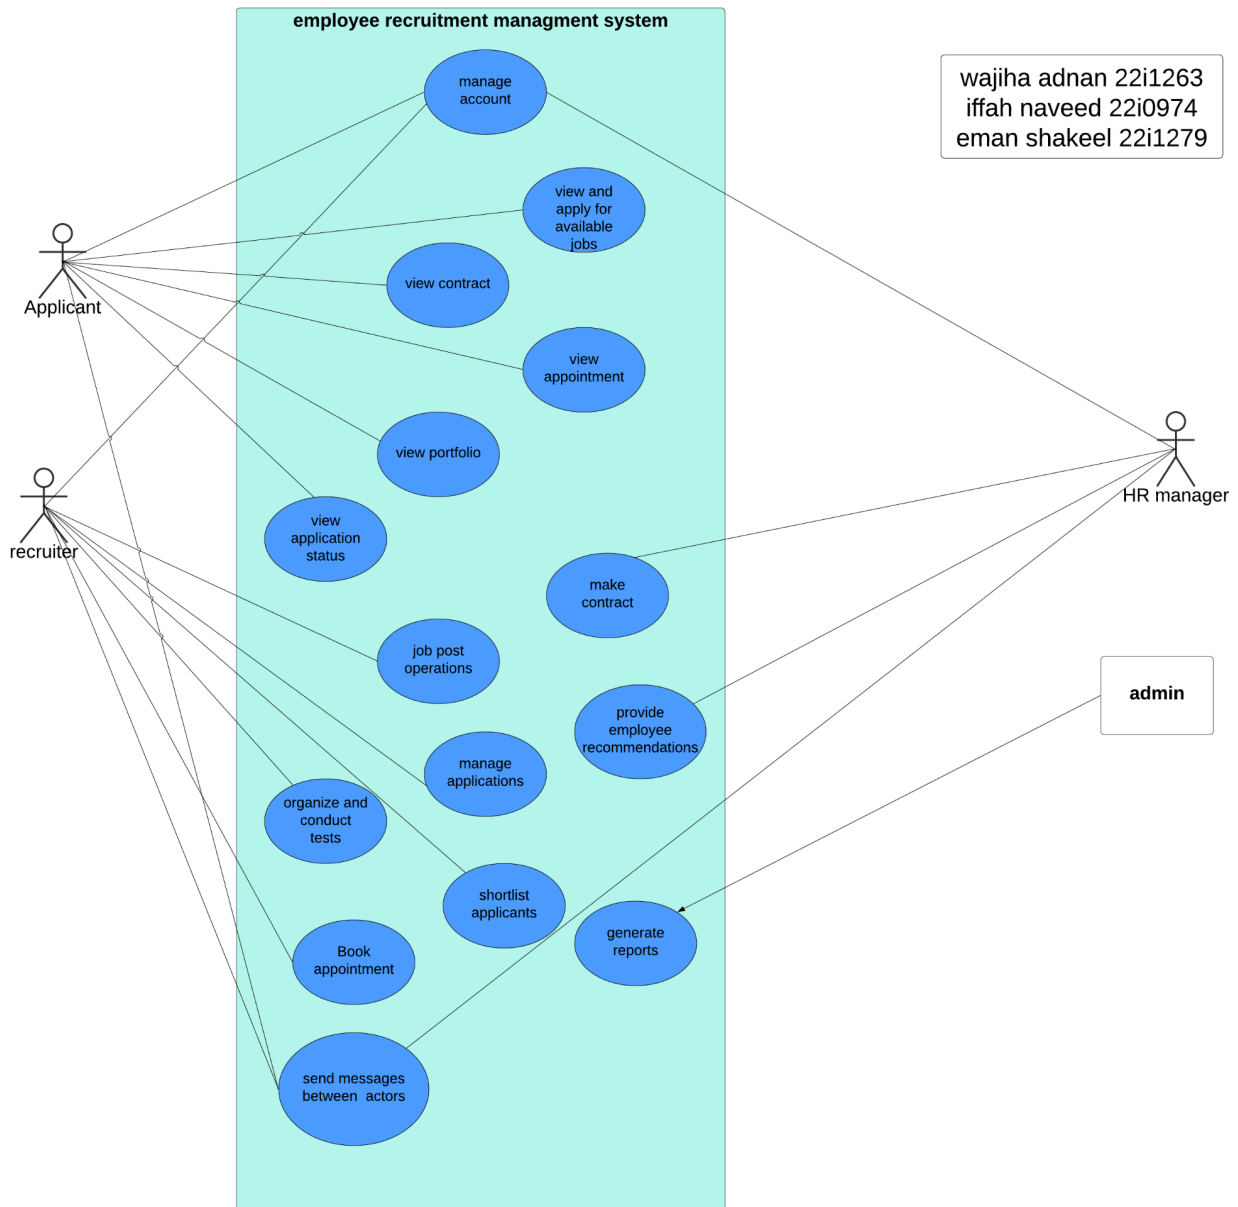 employee recruitment managment system
manage
account
wajiha adnan 22i1263
iffah naveed 22i0974
eman shakeel 22i1279
view and
apply for
available
jobs
view contract
Applicant
view
appointment
view portfolio
HR manager
recruiter
view
application
status
make
contract
job post
operations
admin
provide
employee
recommendations
manage
applications
organize and
conduct
tests
shortlist
applicants
generate
reports
Book
appointment
send messages
between  actors